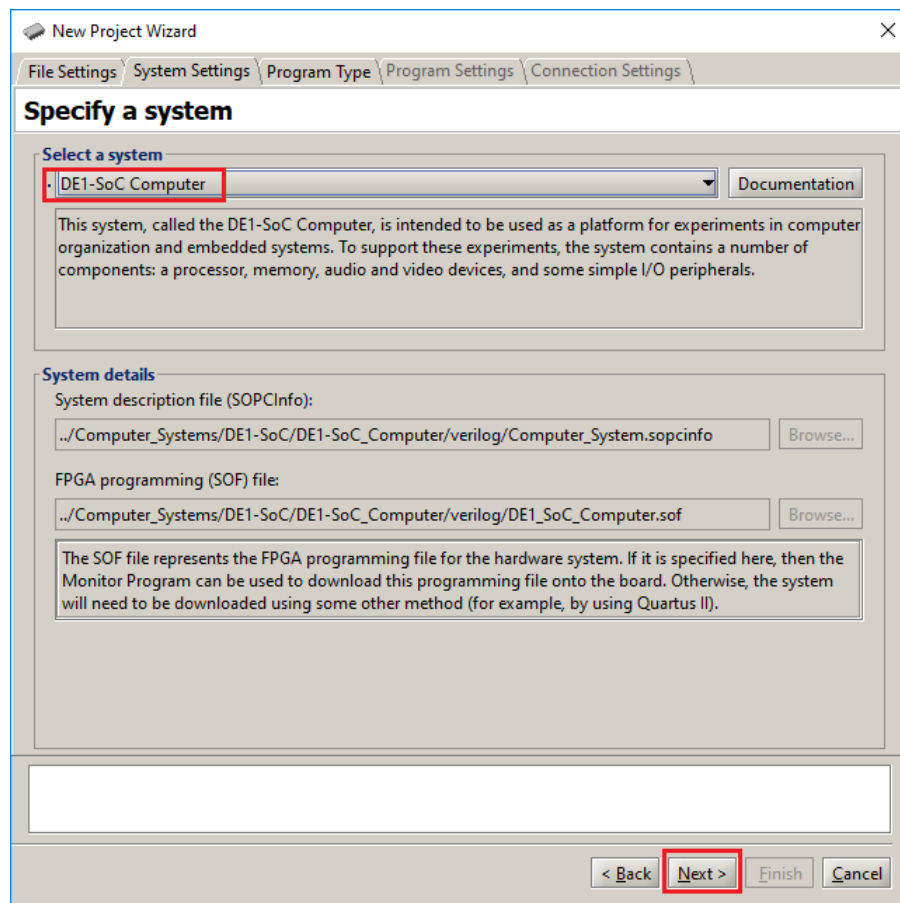 New Project Wizard
File Settings System Settings Program Type Program Settings Connection Settings
Specify a system
Select a system
DE1-SoC Computer
Documentation
This system, called the DE1-SoC Computer, is intended to be used as a platform for experiments in computer
organization and embedded systems. To support these experiments, the system contains a number of
components: a processor, memory, audio and video devices, and some simple I/O peripherals.
System details
System description file (SOPCInfo):
../Computer_Systems/DE1-SoC/DE1-SoC_Computer/verilog/Computer_System.sopcinfo
Browse...
FPGA programming (SOF) file:
../Computer_Systems/DE1-SoC/DE1-SoC_Computer/verilog/DE1_SoC_Computer.sof
Browse...
The SOF file represents the FPGA programming file for the hardware system. If it is specified here, then the
Monitor Program can be used to download this programming file onto the board. Otherwise, the system
will need to be downloaded using some other method (for example, by using Quartus II).
< Back Next > Finish Cancel